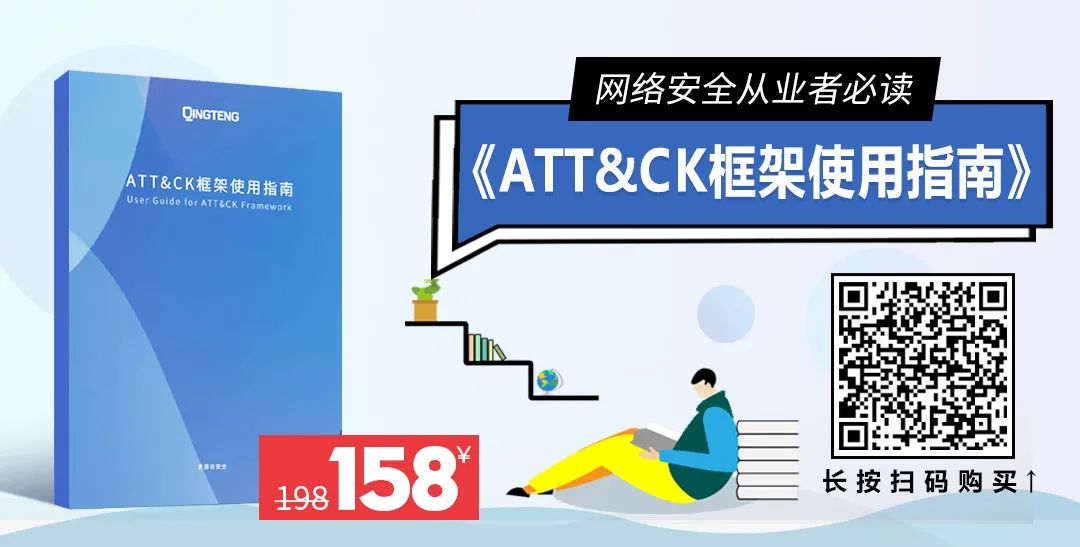 QINGTENG
ATT&CK框架使用指南
User Guide for ATT&CK Framework
网络安全从业者必读
《ATT&CK框架使用指南》
198 158¥
长按扫码购买↑